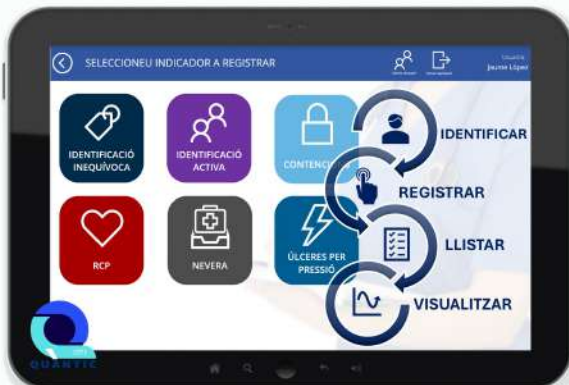 SELECCIONEU INDICADOR A REGISTRAR
Jaume López
IDENTIFICACIÓ
INEQUÍVOCA
IDENTIFICACIÓ
ACTIVA
RCP
NEVERA
ÚLCERES PER
PRESSIÓ
IDENTIFICAR
REGISTRAR
LLISTAR
VISUALITZAR
QUANTIC